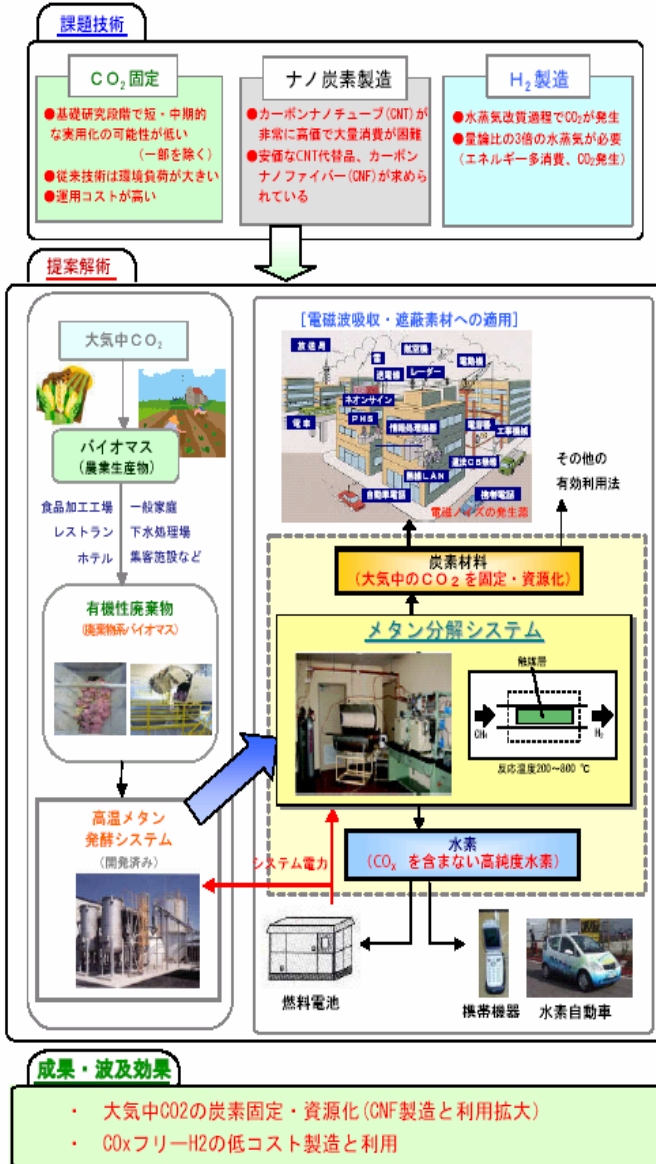 課題技術
CO₂固定
●基礎研究段階で短・中期的
な実用化の可能性が低い
(一部を除く)
●従来技術は環境負荷が大きい
●運用コストが高い
ナノ炭素製造
●カーボンナノチューブ(CNT)が
非常に高価で大量消費が困難
●安価なCNT代替品、カーボン
ナノファイバー(CNF)が求めら
れている
H₂製造
●水蒸気改質過程でCO₂が発生
●量論比の3倍の水蒸気が必要
(エネルギー多消費、CO₂発生)
提案解術
大気中CO₂
バイオマス
(農業生産物)
食品加工工場
レストラン
ホテル
一般家庭
下水処理場
集客施設など
有機性廃棄物
(廃棄物系バイオマス)
高温メタン
発酵システム
(開発済み)
[電磁波吸収・遮蔽素材への適用]
放送局
雷
航空機
送電線
レーダー
電動機
ネオンサイン
PHS
電車
情報処理機器
工事機械
違法CB無線
無線LAN
自動車電話
携帯電話
電磁ノイズの発生源
その他の
有効利用法
炭素材料
(大気中のCO₂を固定・資源化)
メタン分解システム
触媒層
CH₄
H₂
反応温度200～800 ℃
水素
(COₓ を含まない高純度水素)
システム電力
燃料電池
携帯機器
水素自動車
成果・波及効果
・ 大気中CO2の炭素固定・資源化(CNF製造と利用拡大)
・ COxフリーH2の低コスト製造と利用